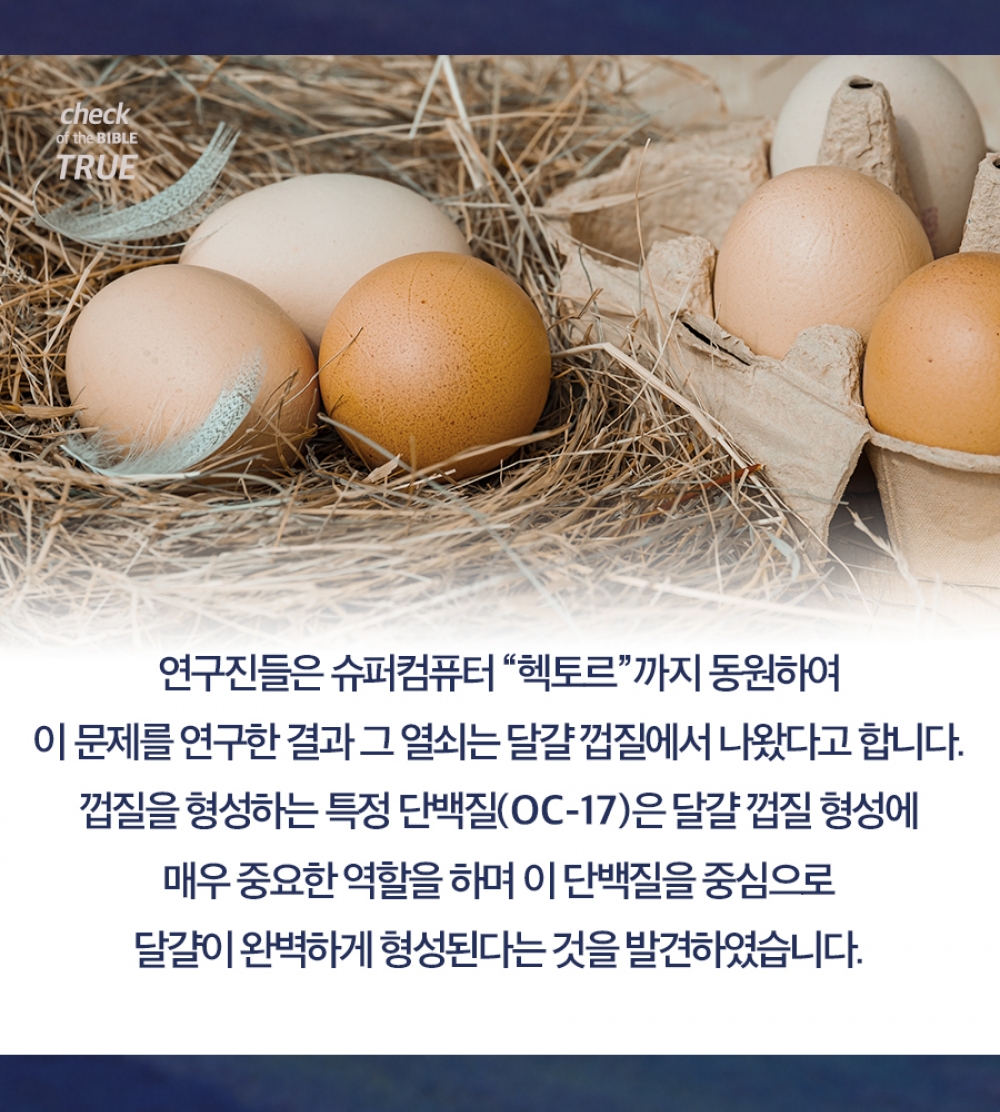 check
of the BIBLE
TRUE
연구진들은 슈퍼컴퓨터 “헥토르”까지 동원하여
이 문제를 연구한 결과 그 열쇠는 달걀 껍질에서 나왔다고 합니다.
껍질을 형성하는 특정 단백질(OC-17)은 달걀 껍질 형성에
매우 중요한 역할을 하며 이 단백질을 중심으로
달걀이 완벽하게 형성된다는 것을 발견하였습니다.